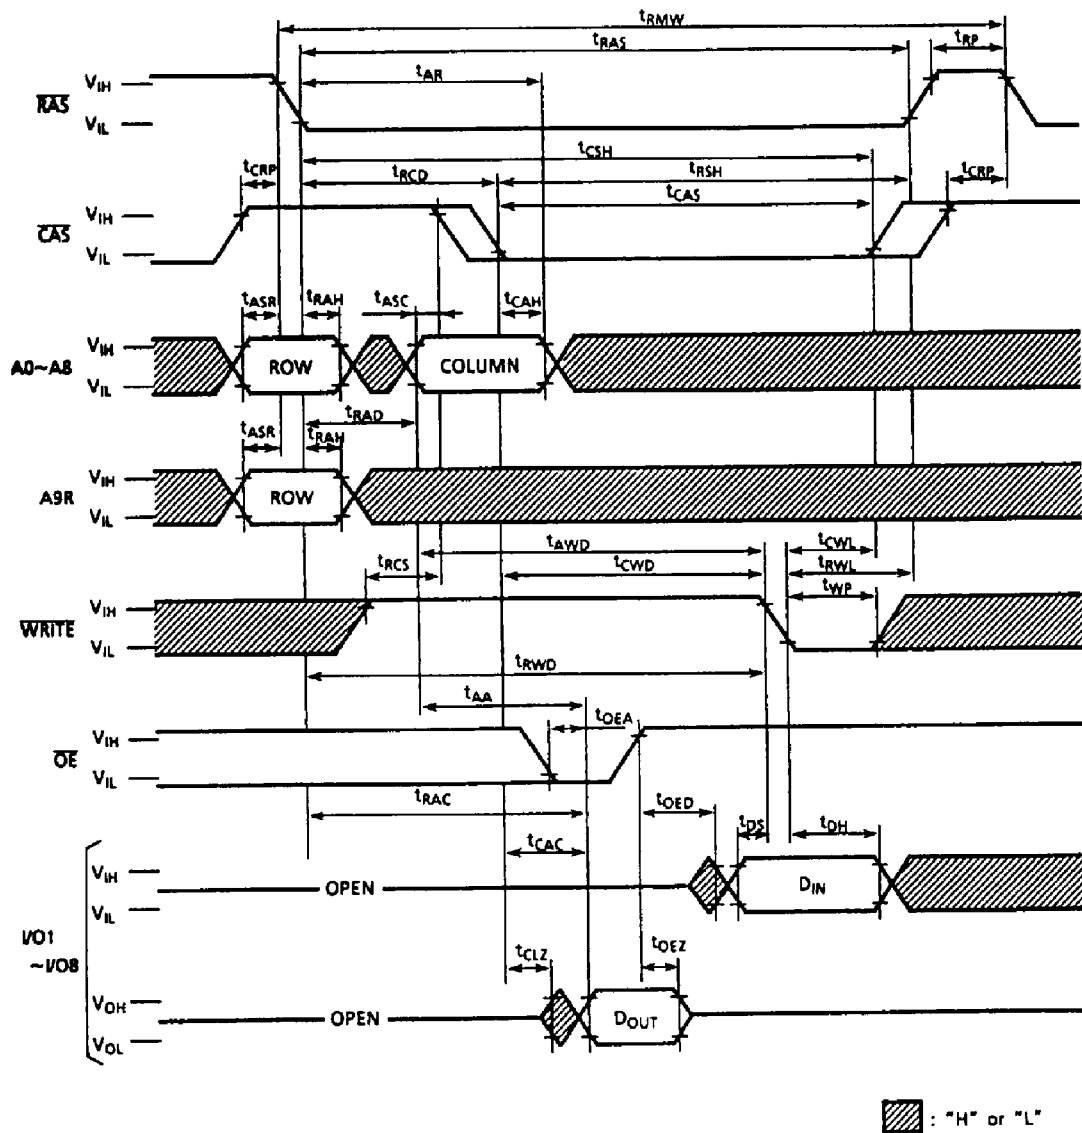 tRMW
tRAS
tRP
tAR
RAS
VIH
VIL
tCSH
tCRP
tRCD
tRSH
tCRP
tCAS
CAS
VIH
VIL
tASR
tRAH
tASC
tCAH
A0~A8
VIH
VIL
ROW
COLUMN
tRAD
tASR
tRAH
A9R
VIH
VIL
ROW
tAWD
tCWL
tRCS
tCWD
tRWL
tWP
WRITE
VIH
VIL
tRWD
tAA
tOEA
OE
VIH
VIL
tRAC
tOED
tDS
tDH
tCAC
VIH
VIL
OPEN
DIN
I/O1
~I/O8
tCLZ
tOEZ
VOH
VOL
OPEN
DOUT
: "H" or "L"